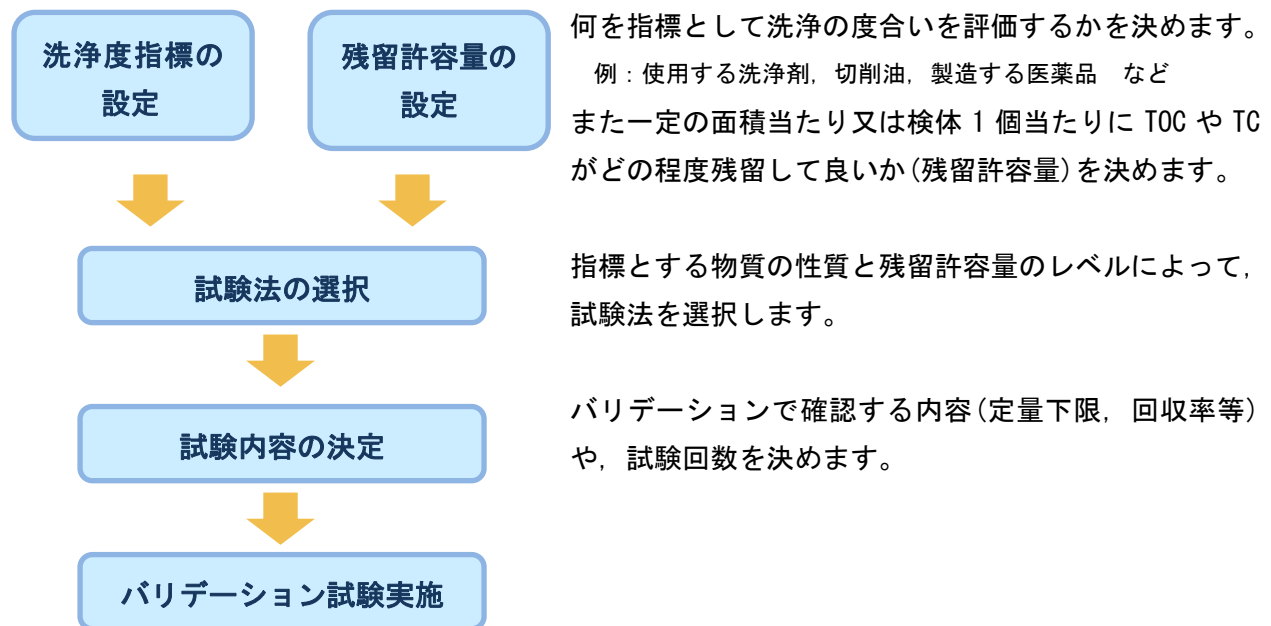 洗浄度指標の
設定
残留許容量の
設定
何を指標として洗浄の度合いを評価するかを決めます。
例：使用する洗浄剤，切削油，製造する医薬品　など
また一定の面積当たり又は検体 1 個当たりに TOC や TC
がどの程度残留して良いか(残留許容量)を決めます。
試験法の選択
指標とする物質の性質と残留許容量のレベルによって，
試験法を選択します。
試験内容の決定
バリデーションで確認する内容(定量下限，回収率等)
や，試験回数を決めます。
バリデーション試験実施